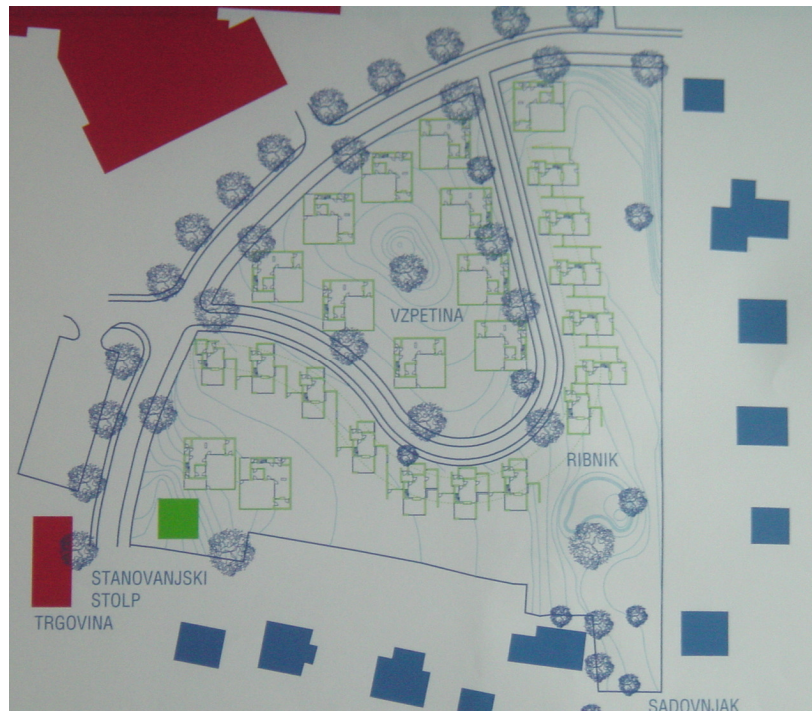 VZPETINA
RIBNIK
STANOVANJSKI
STOLP
TRGOVINA
SADOVNJAK